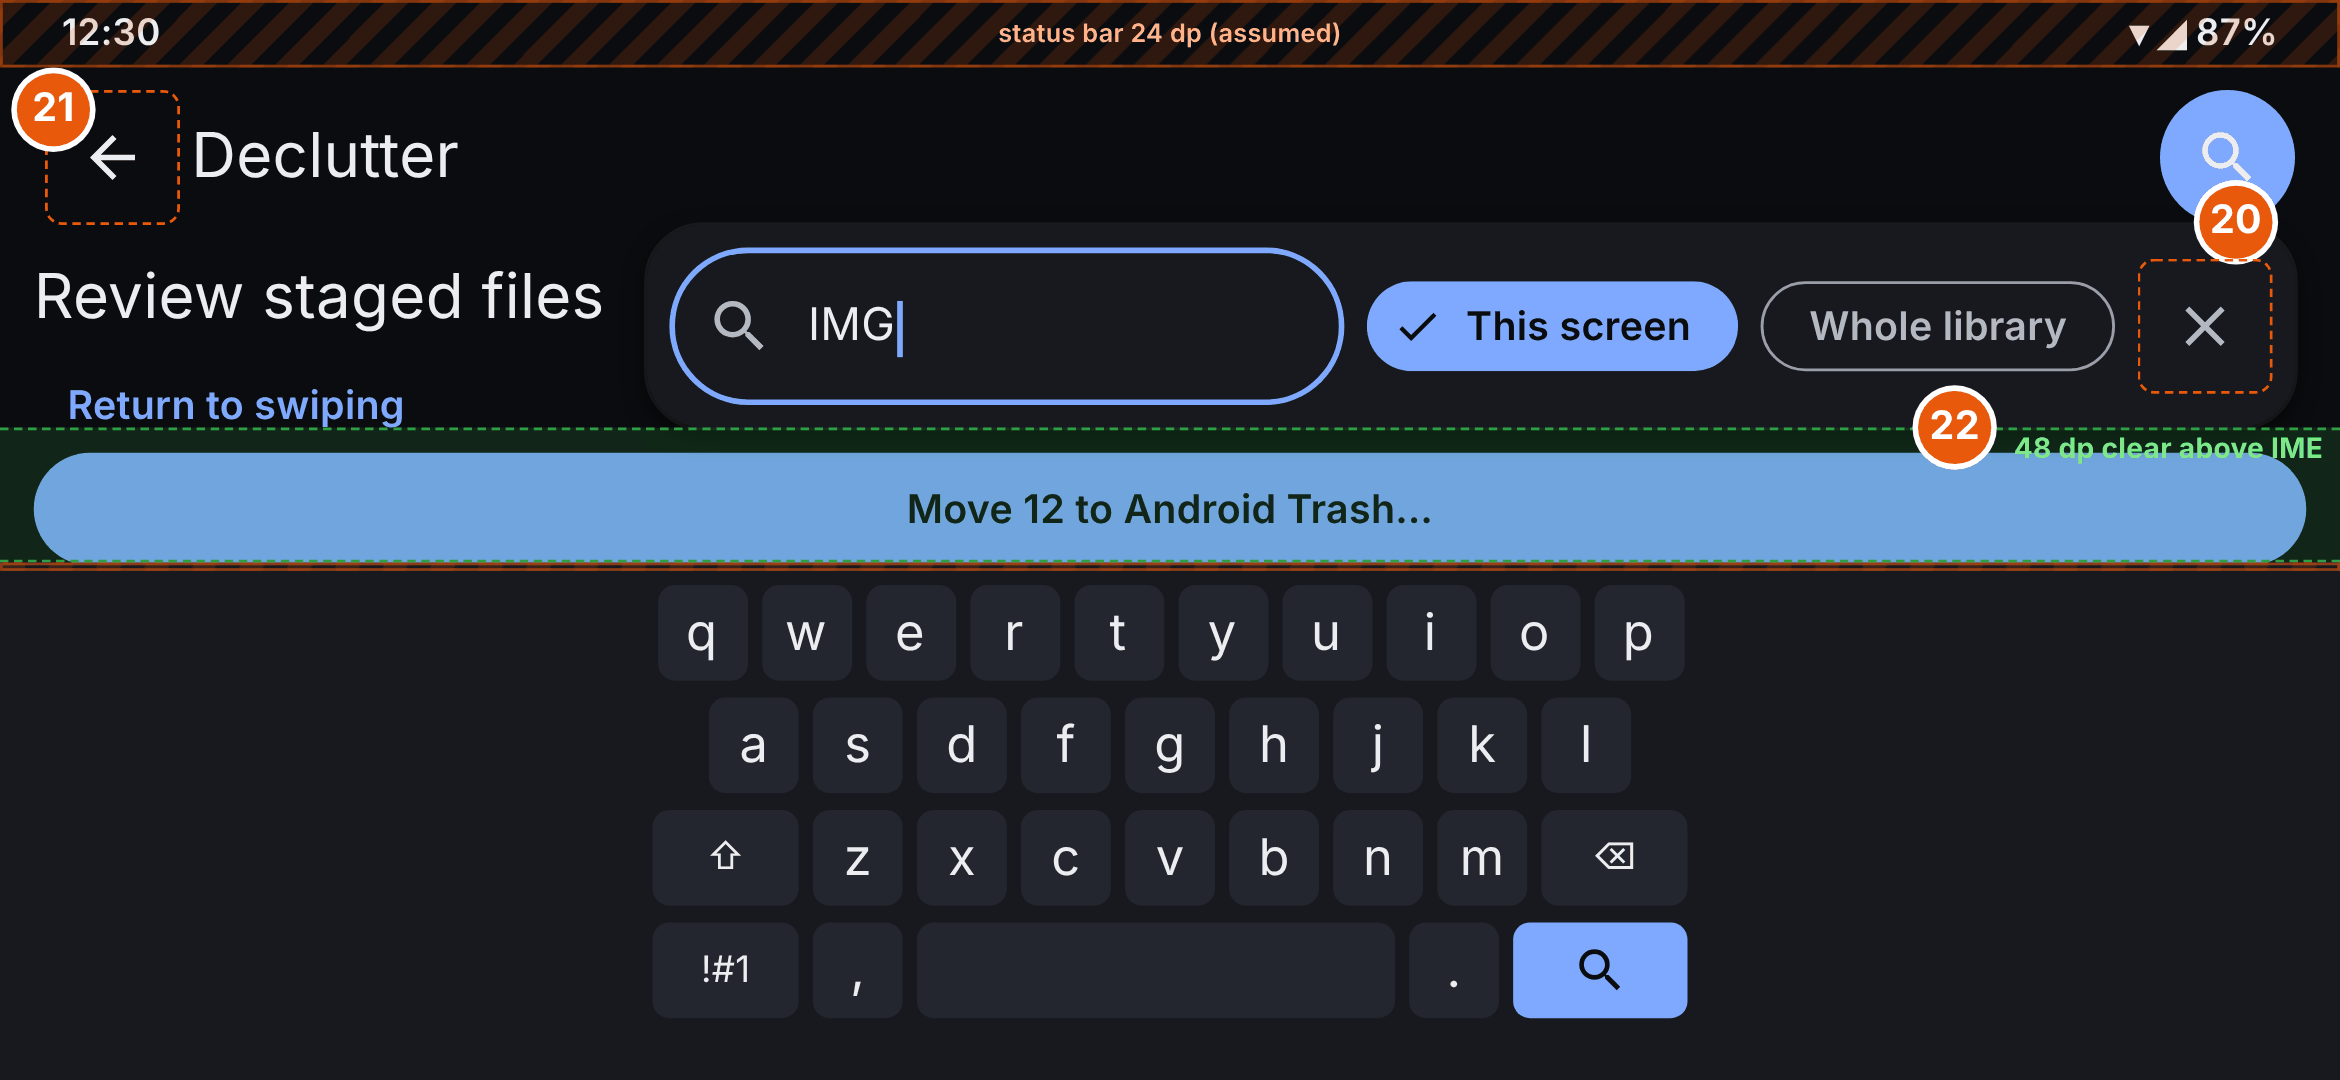 12:30
status bar 24 dp (assumed)
87%
21
Declutter
20
Review staged files
IMG
This screen
Whole library
Return to swiping
22
48 dp clear above IME
Move 12 to Android Trash...
q w e r t y u i o p
a s d f g h j k l
z x c v b n m
!#1 , .